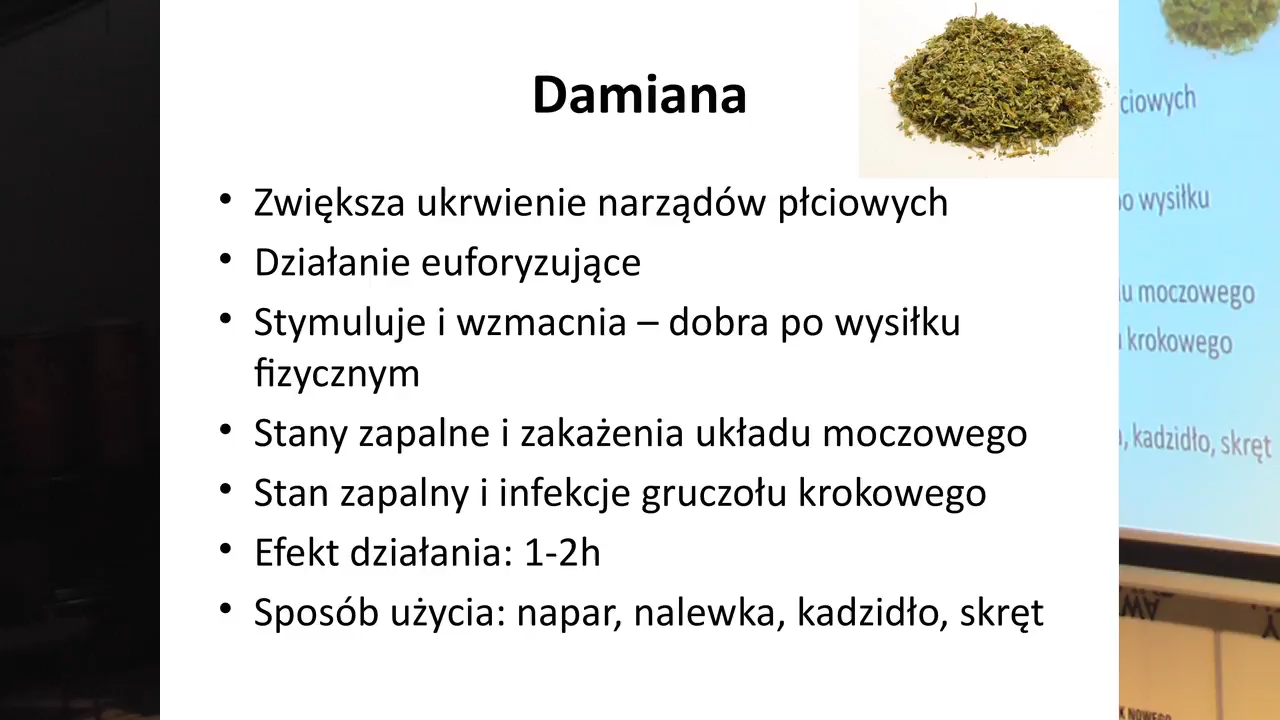 Damiana
• Zwiększa ukrwienie narządów płciowych
• Działanie euforyzujące
• Stymuluje i wzmacnia – dobra po wysiłku
fizycznym
• Stany zapalne i zakażenia układu moczowego
• Stan zapalny i infekcje gruczołu krokowego
• Efekt działania: 1-2h
• Sposób użycia: napar, nalewka, kadzidło, skręt
ciowych
po wysiłku
u moczowego
krokowego
, kadzidło, skręt
NOWEGO